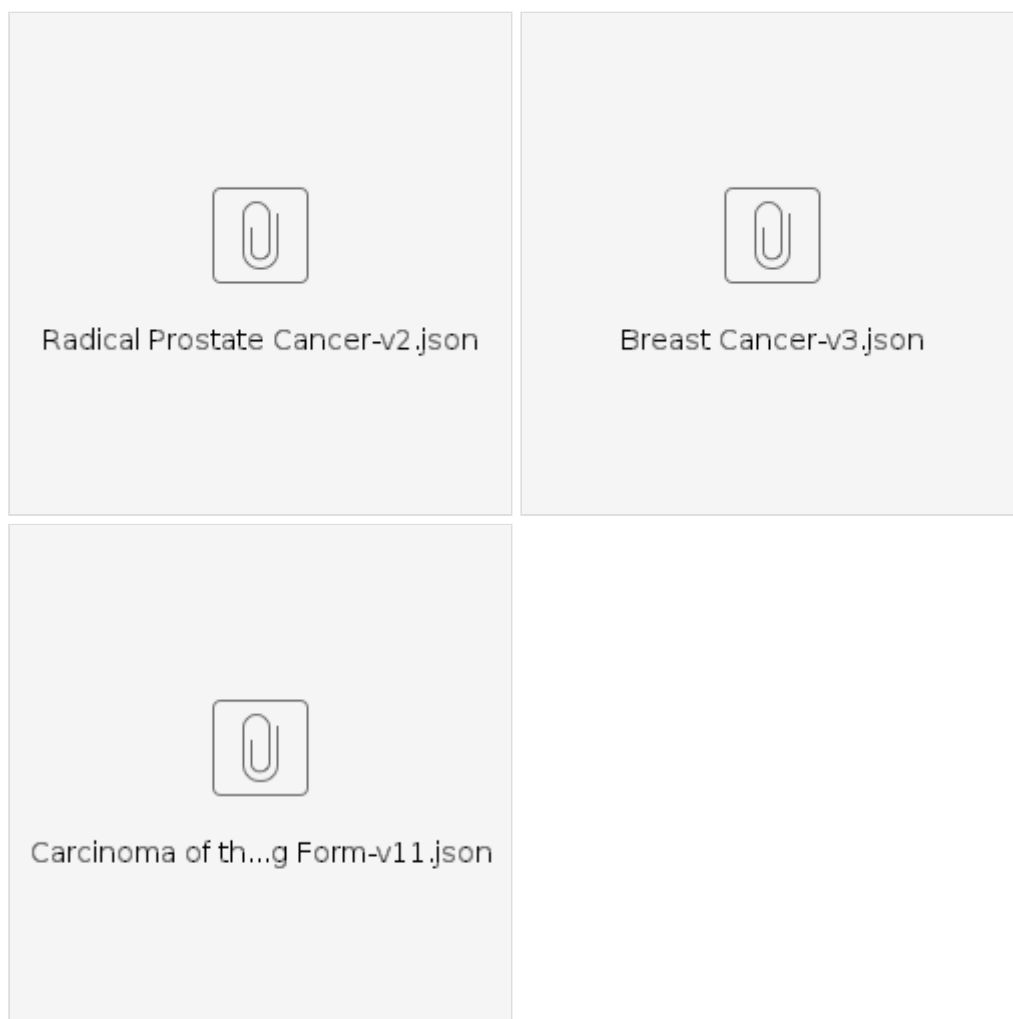 Radical Prostate Cancer-v2.json
Breast Cancer-v3.json
Carcinoma of th...g Form-v11.json